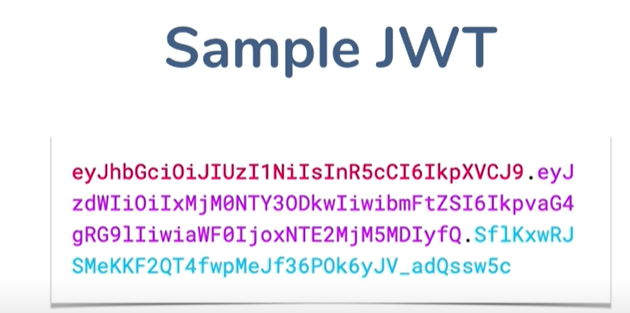 Sample JWT
eyJhbGciOiJIUzI1NiIsInR5cCI6IkpXVCJ9.eyJ
zdWIiOiIxMjM0NTY3ODkwIiwibmFtZSI6IkpvaG4
gRG9lIiwiaWF0IjoxNTE2MjM5MDIyfQ.SflKxwRJ
SMeKKF2QT4fwpMeJf36POk6yJV_adQssw5c